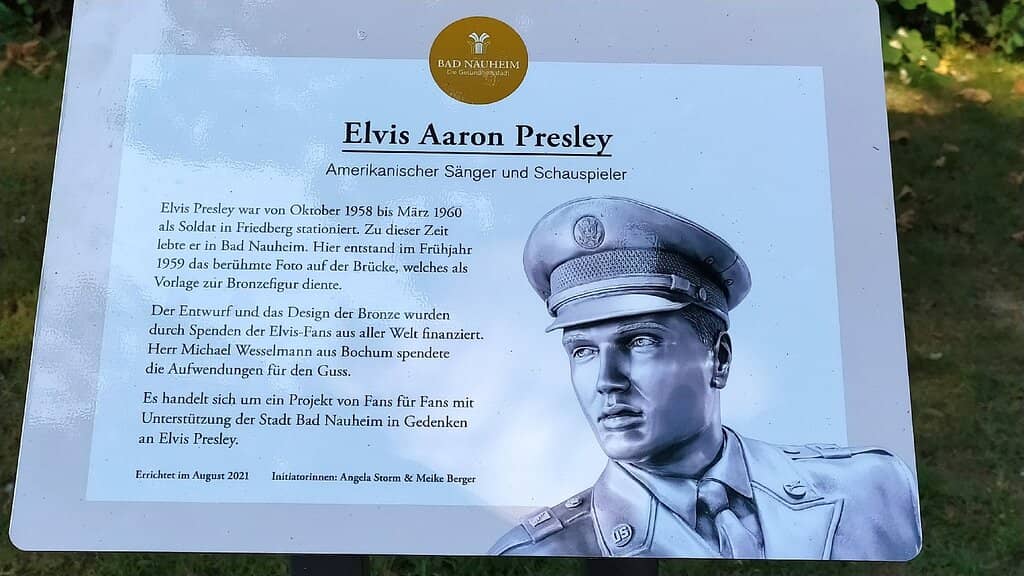 BAD NAUHEIM
Die Gesundheitsstadt
Elvis Aaron Presley
Amerikanischer Sänger und Schauspieler
Elvis Presley war von Oktober 1958 bis März 1960
als Soldat in Friedberg stationiert. Zu dieser Zeit
lebte er in Bad Nauheim. Hier entstand im Frühjahr
1959 das berühmte Foto auf der Brücke, welches als
Vorlage zur Bronzefigur diente.
Der Entwurf und das Design der Bronze wurden
durch Spenden der Elvis-Fans aus aller Welt finanziert.
Herr Michael Wesselmann aus Bochum spendete
die Aufwendungen für den Guss.
Es handelt sich um ein Projekt von Fans für Fans mit
Unterstützung der Stadt Bad Nauheim in Gedenken
an Elvis Presley.
Errichtet im August 2021 Initiatorinnen: Angela Storm & Meike Berger
US